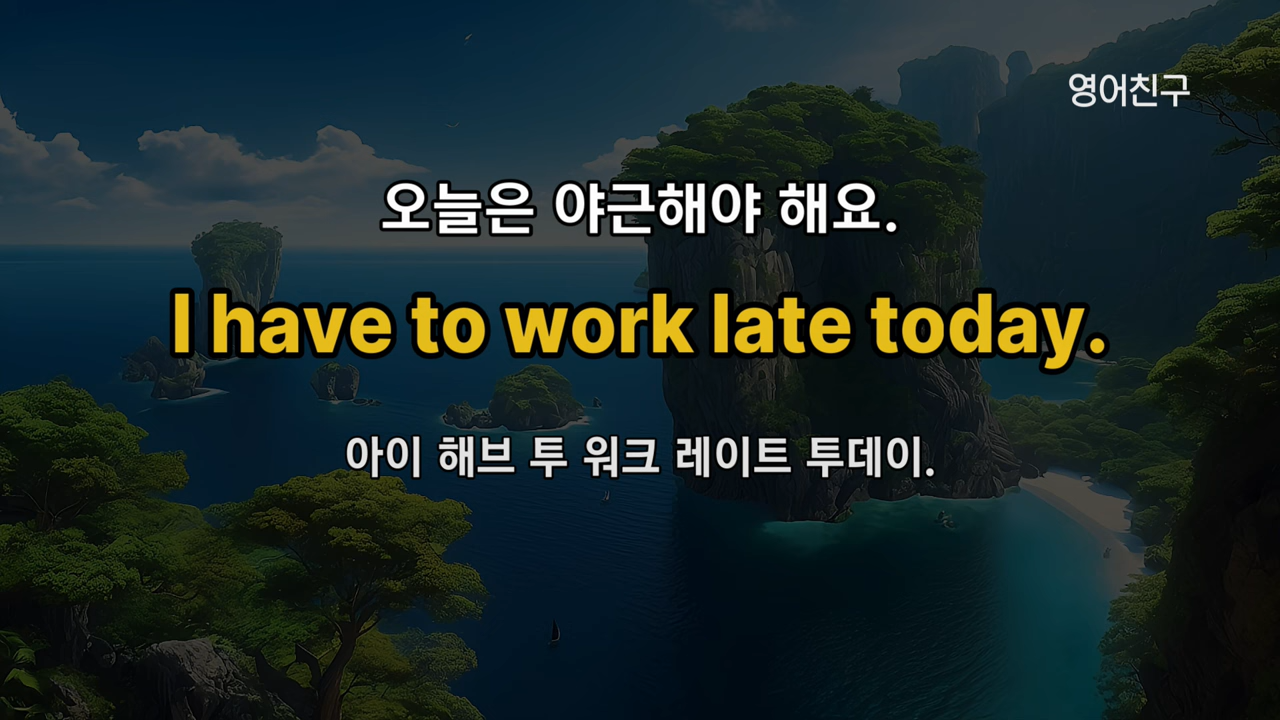 영어친구
오늘은 야근해야 해요.
I have to work late today.
아이 해브 투 워크 레이트 투데이.